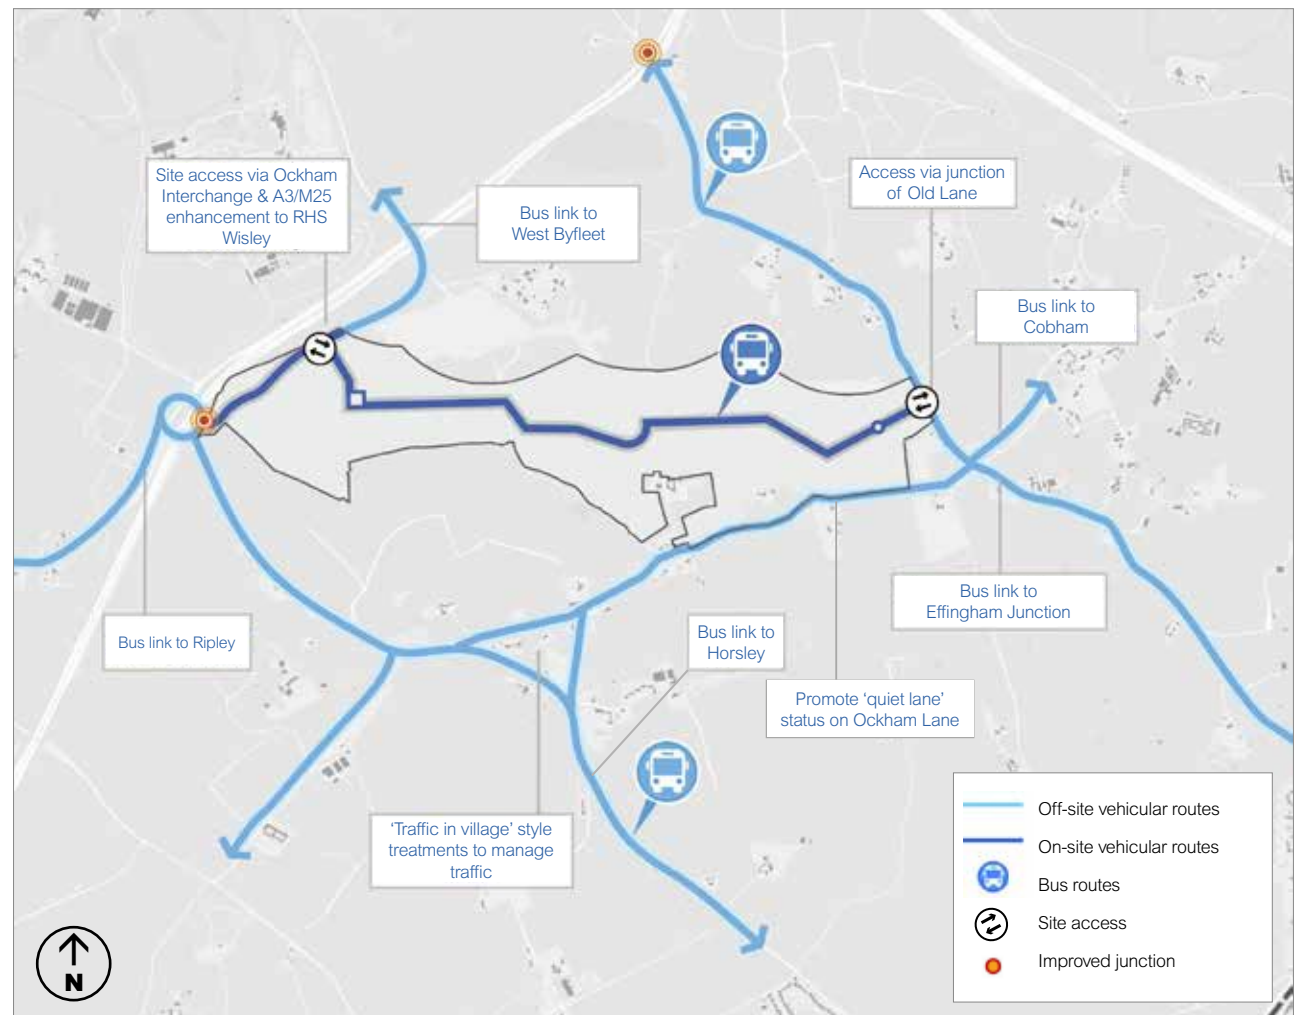 Site access via Ockham
Interchange & A3/M25
enhancement to RHS
Wisley
Bus link to
West Byfleet
Access via junction
of Old Lane
Bus link to
Cobham
Bus link to
Effingham Junction
Bus link to Ripley
Bus link to
Horsley
Promote ‘quiet lane’
status on Ockham Lane
‘Traffic in village’ style
treatments to manage
traffic
Off-site vehicular routes
On-site vehicular routes
Bus routes
Site access
Improved junction
N